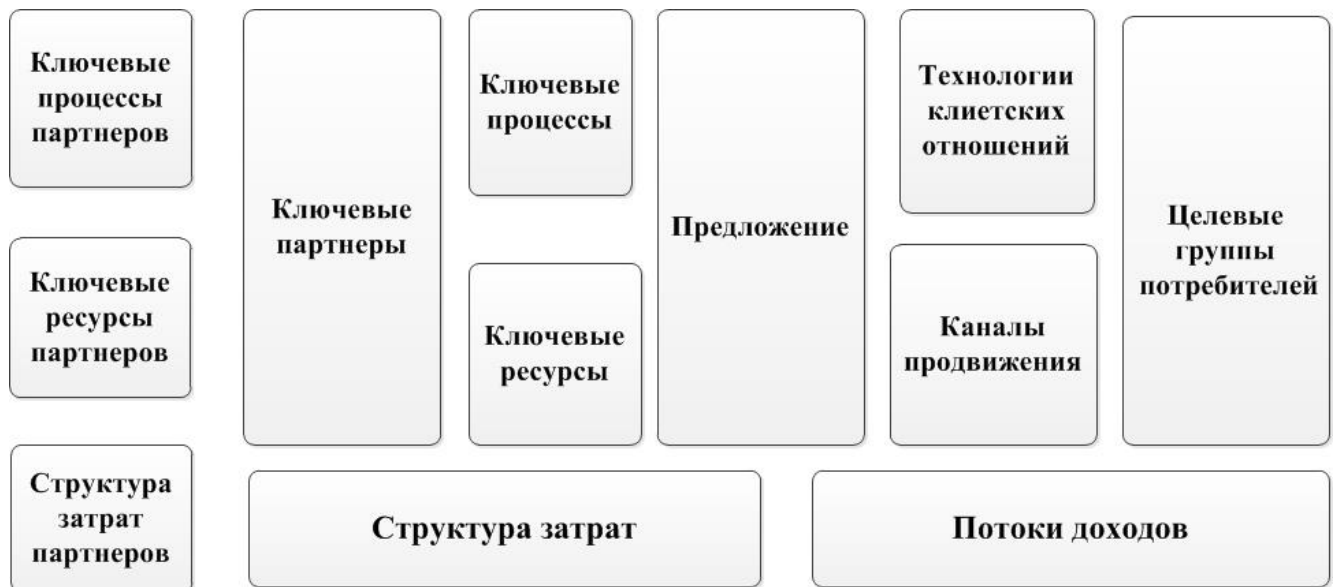 Ключевые
процессы
партнеров
Ключевые
ресурсы
партнеров
Структура
затрат
партнеров
Ключевые
партнеры
Ключевые
процессы
Ключевые
ресурсы
Предложение
Технологии
клиетских
отношений
Каналы
продвижения
Целевые
группы
потребителей
Структура затрат
Потоки доходов